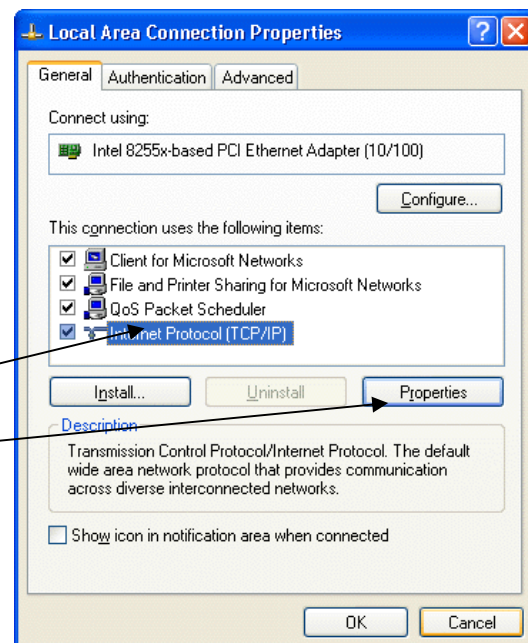 Local Area Connection Properties
General Authentication Advanced
Connect using:
Intel 8255x-based PCI Ethernet Adapter (10/100)
Configure...
This connection uses the following items:
Client for Microsoft Networks
File and Printer Sharing for Microsoft Networks
QoS Packet Scheduler
Internet Protocol (TCP/IP)
Install... Uninstall Properties
Description
Transmission Control Protocol/Internet Protocol. The default
wide area network protocol that provides communication
across diverse interconnected networks.
Show icon in notification area when connected
OK Cancel